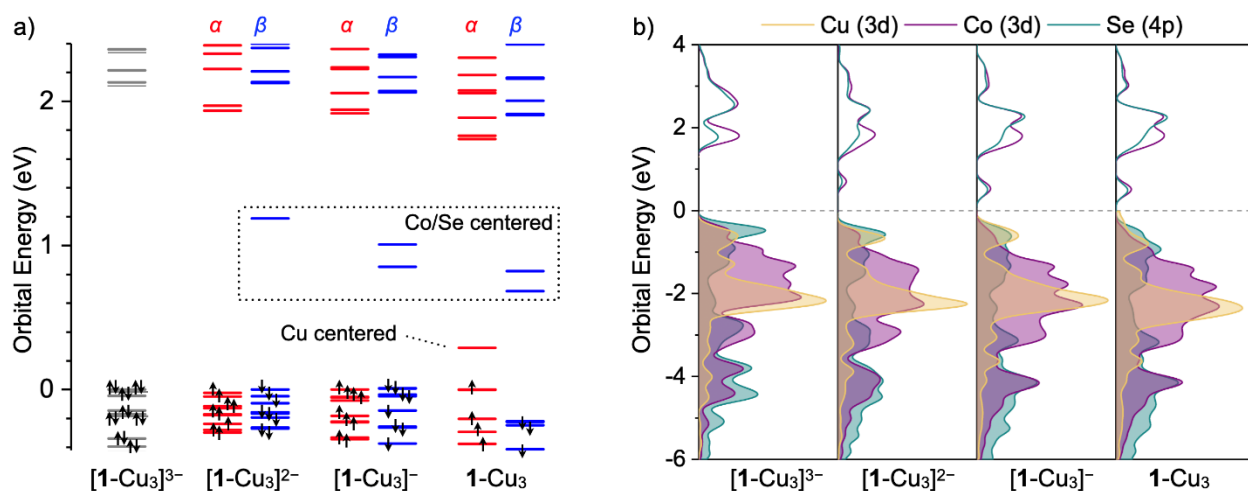 a)
α β α β α β
Orbital Energy (eV)
2
1
0
Co/Se centered
Cu centered
[1-Cu₃]³⁻ [1-Cu₃]²⁻ [1-Cu₃]⁻ 1-Cu₃
b)
Cu (3d) Co (3d) Se (4p)
Orbital Energy (eV)
4
2
0
-2
-4
-6
[1-Cu₃]³⁻ [1-Cu₃]²⁻ [1-Cu₃]⁻ 1-Cu₃